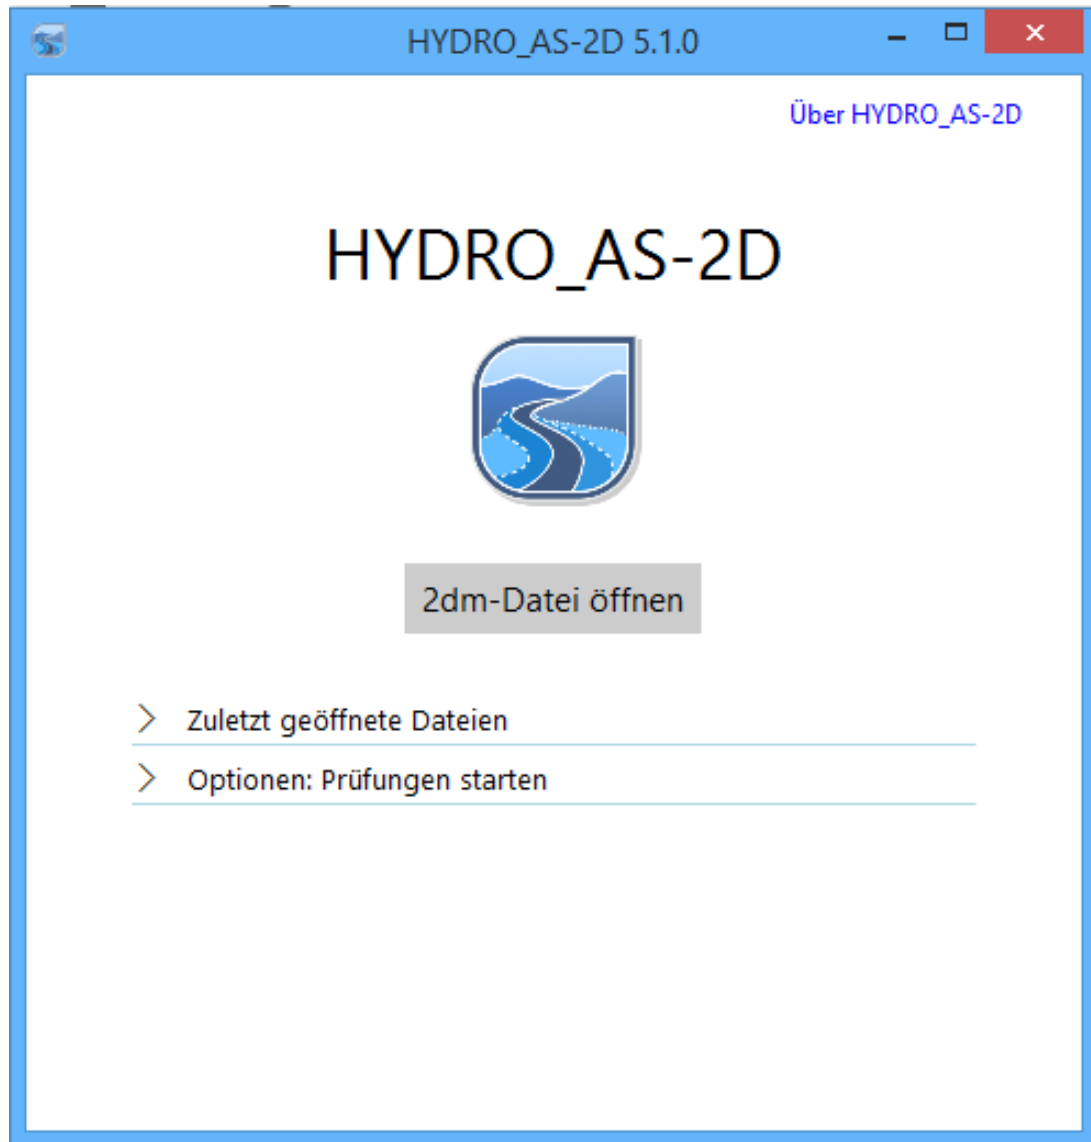 HYDRO_AS-2D 5.1.0
Über HYDRO_AS-2D
HYDRO_AS-2D
2dm-Datei öffnen
Zuletzt geöffnete Dateien
Optionen: Prüfungen starten